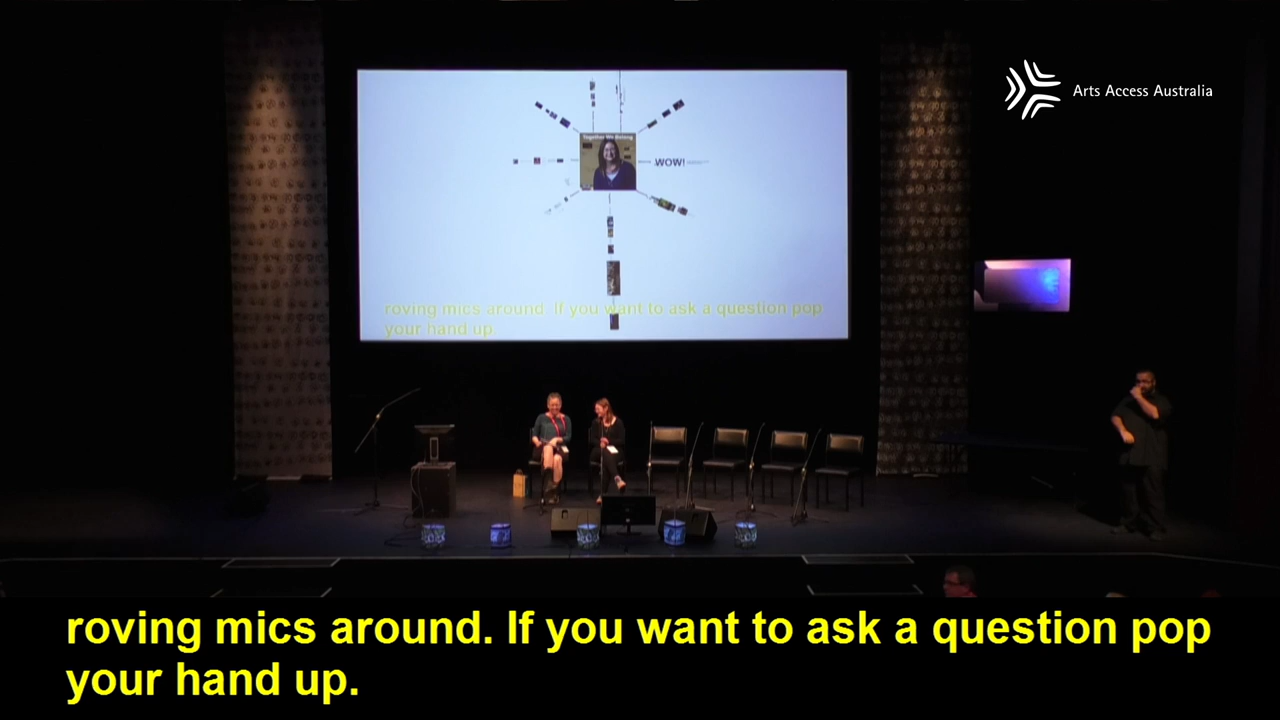 Arts Access Australia
Together We Belong
WOW!
roving mics around. If you want to ask a question pop
your hand up.
roving mics around. If you want to ask a question pop
your hand up.